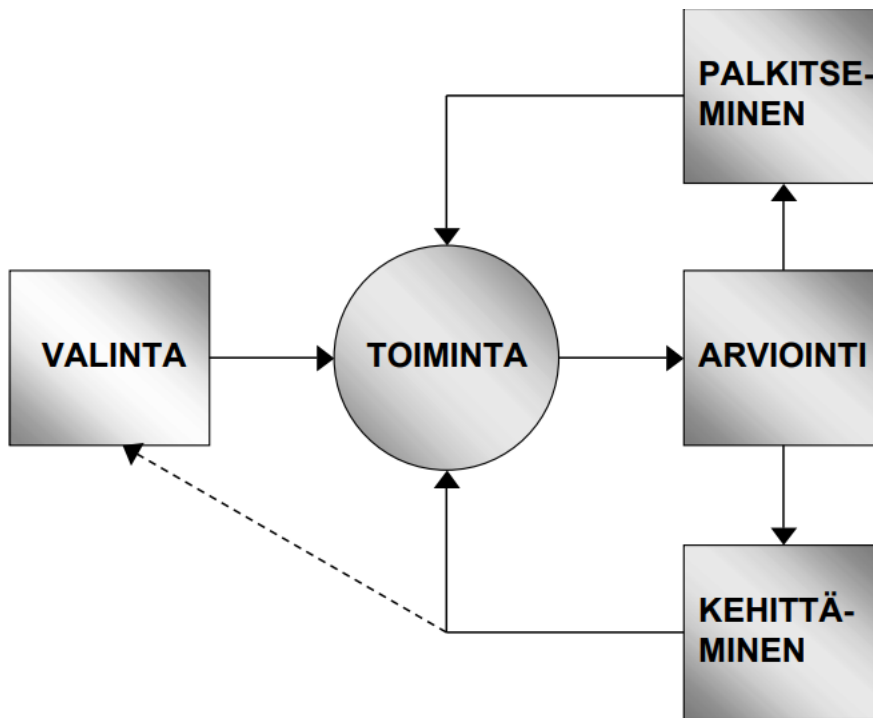 PALKITSE-
MINEN
VALINTA
TOIMINTA
ARVIOINTI
KEHITTÄ-
MINEN